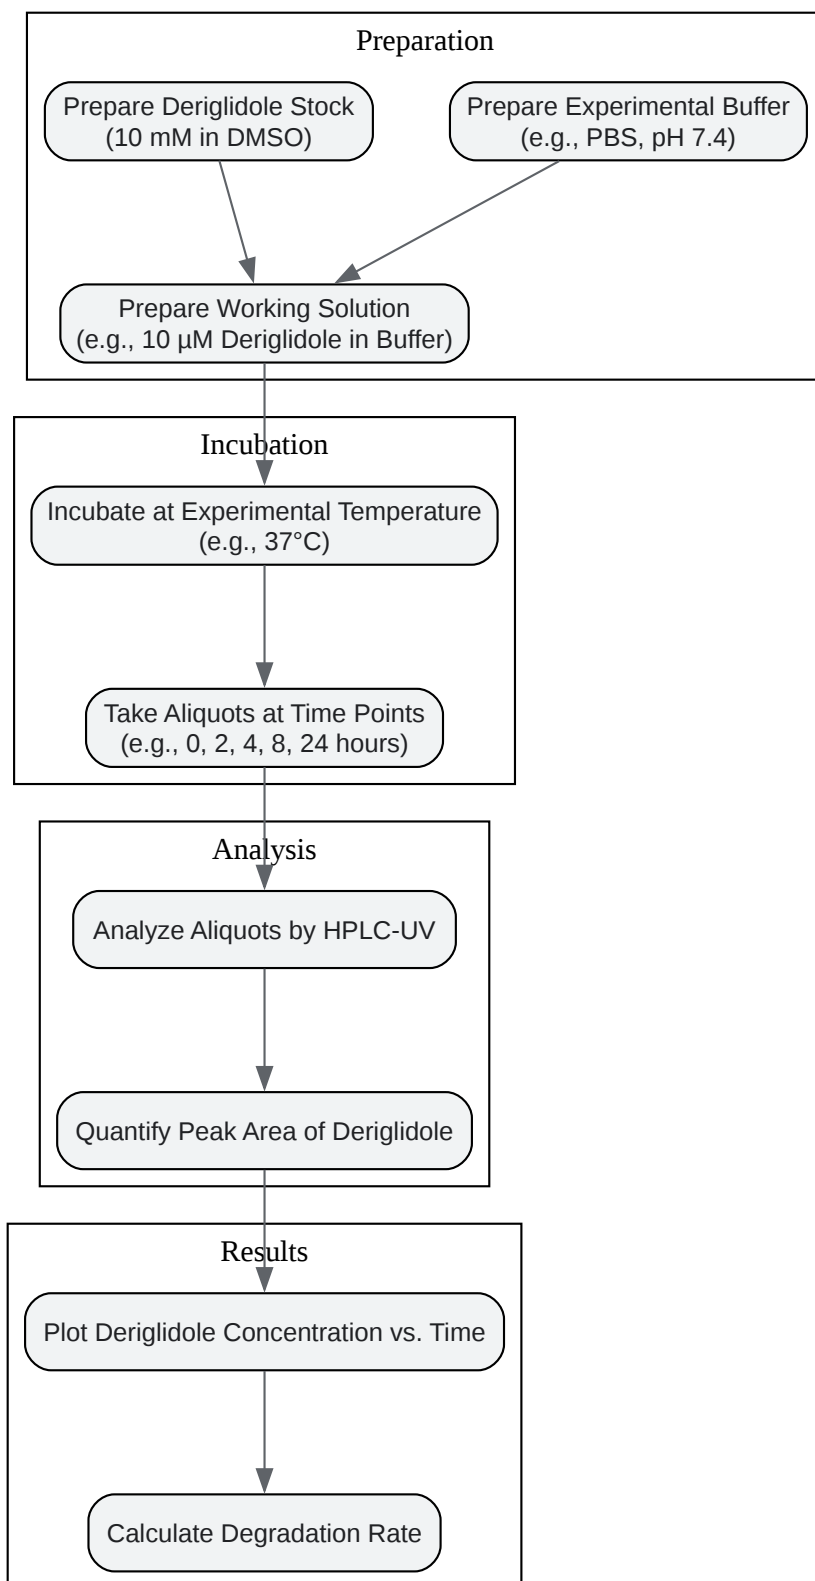 Preparation
Prepare Deriglidole Stock
(10 mM in DMSO)
Prepare Experimental Buffer
(e.g., PBS, pH 7.4)
Prepare Working Solution
(e.g., 10 µM Deriglidole in Buffer)
Incubation
Incubate at Experimental Temperature
(e.g., 37°C)
Take Aliquots at Time Points
(e.g., 0, 2, 4, 8, 24 hours)
Analysis
Analyze Aliquots by HPLC-UV
Quantify Peak Area of Deriglidole
Results
Plot Deriglidole Concentration vs. Time
Calculate Degradation Rate